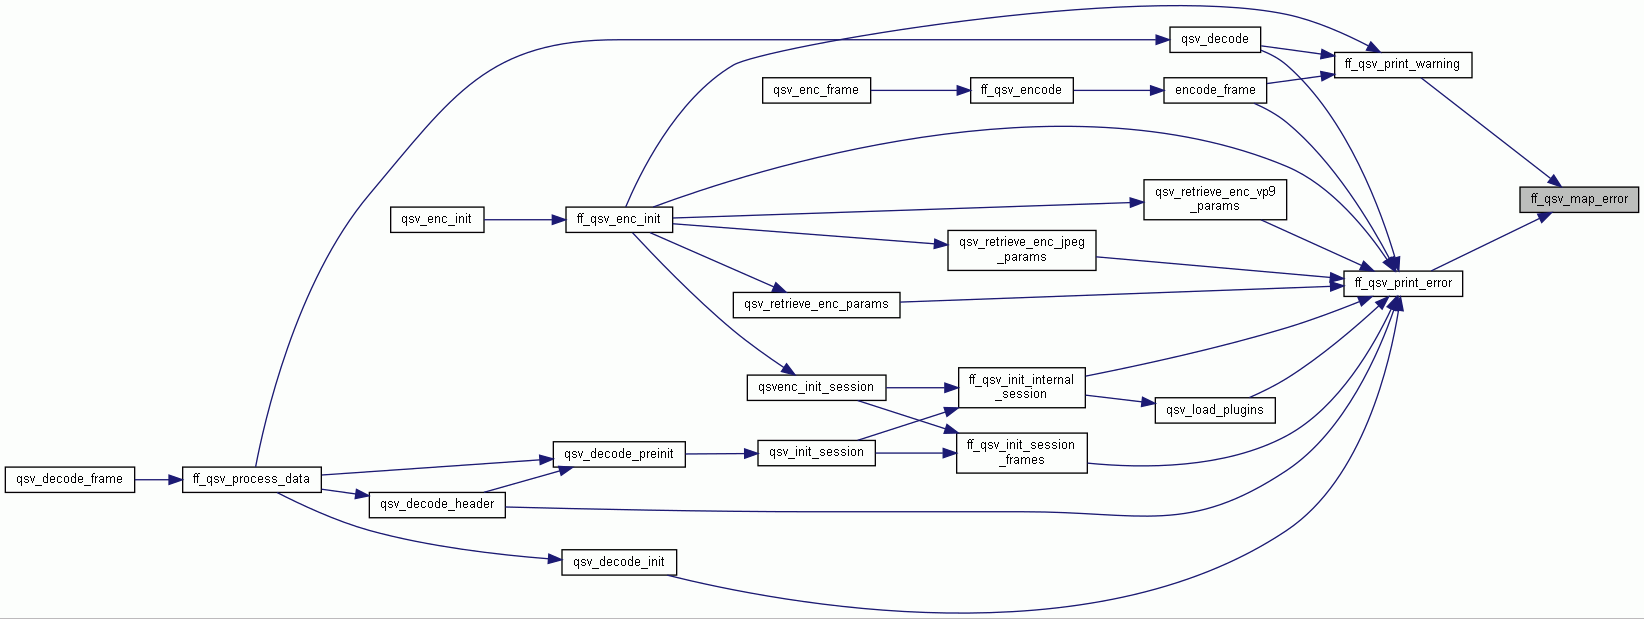 qsv_decode
ff_qsv_print_warning
qsv_enc_frame
ff_qsv_encode
encode_frame
qsv_retrieve_enc_vp9
_params
ff_qsv_map_error
qsv_enc_init
ff_qsv_enc_init
qsv_retrieve_enc_jpeg
_params
ff_qsv_print_error
qsv_retrieve_enc_params
qsvenc_init_session
ff_qsv_init_internal
_session
qsv_load_plugins
qsv_decode_preinit
qsv_init_session
ff_qsv_init_session
_frames
qsv_decode_frame
ff_qsv_process_data
qsv_decode_header
qsv_decode_init